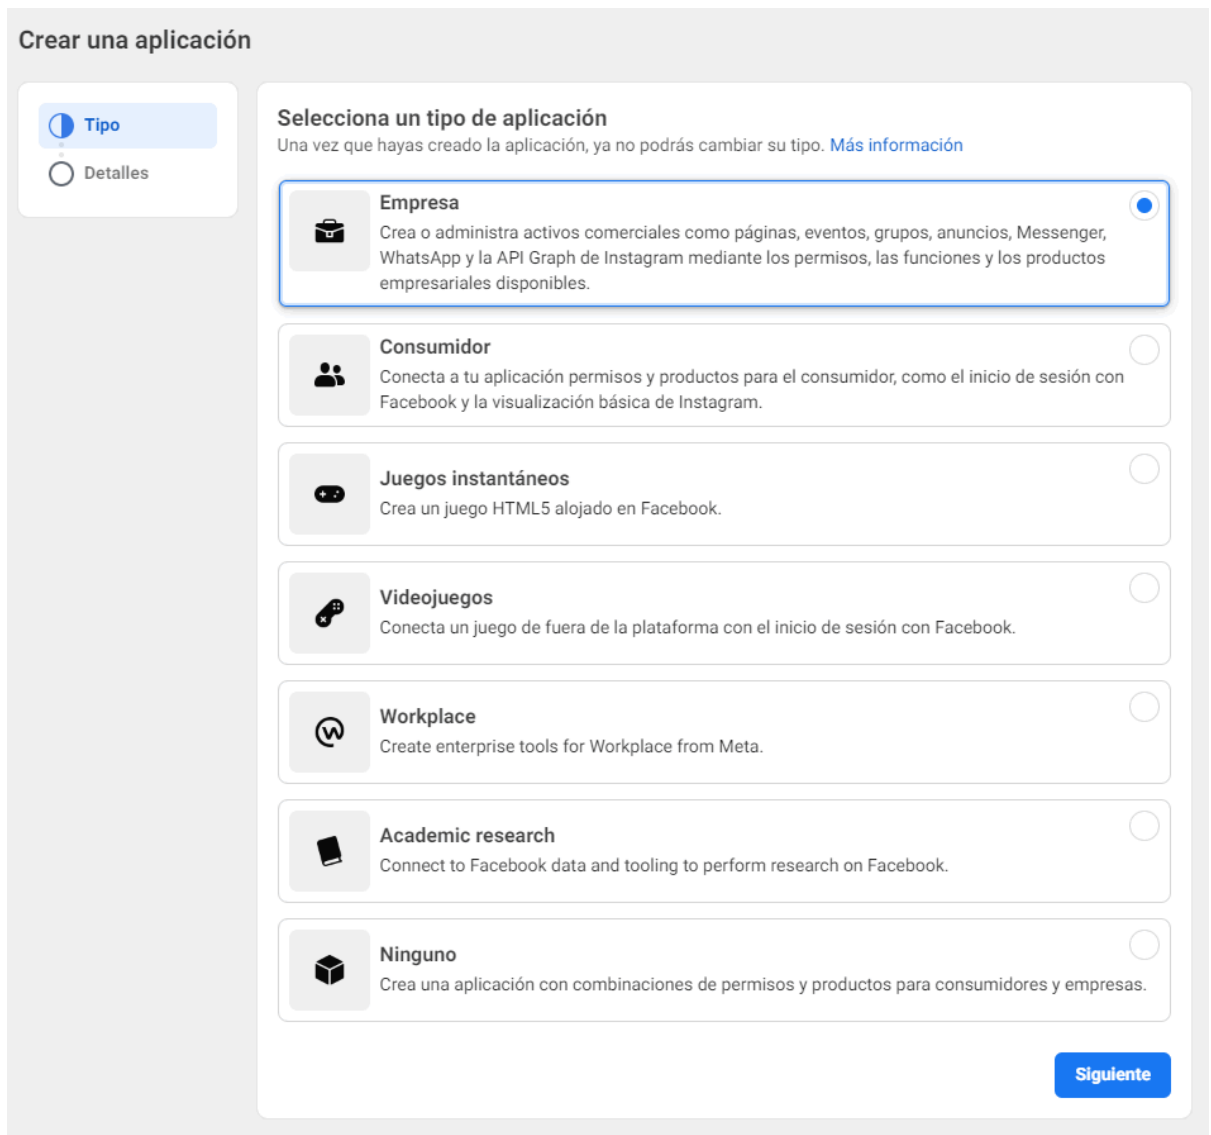 Crear una aplicación
Tipo
Detalles
Selecciona un tipo de aplicación
Una vez que hayas creado la aplicación, ya no podrás cambiar su tipo. Más información
Empresa
Crea o administra activos comerciales como páginas, eventos, grupos, anuncios, Messenger,
WhatsApp y la API Graph de Instagram mediante los permisos, las funciones y los productos
empresariales disponibles.
Consumidor
Conecta a tu aplicación permisos y productos para el consumidor, como el inicio de sesión con
Facebook y la visualización básica de Instagram.
Juegos instantáneos
Crea un juego HTML5 alojado en Facebook.
Videojuegos
Conecta un juego de fuera de la plataforma con el inicio de sesión con Facebook.
Workplace
Create enterprise tools for Workplace from Meta.
Academic research
Connect to Facebook data and tooling to perform research on Facebook.
Ninguno
Crea una aplicación con combinaciones de permisos y productos para consumidores y empresas.
Siguiente